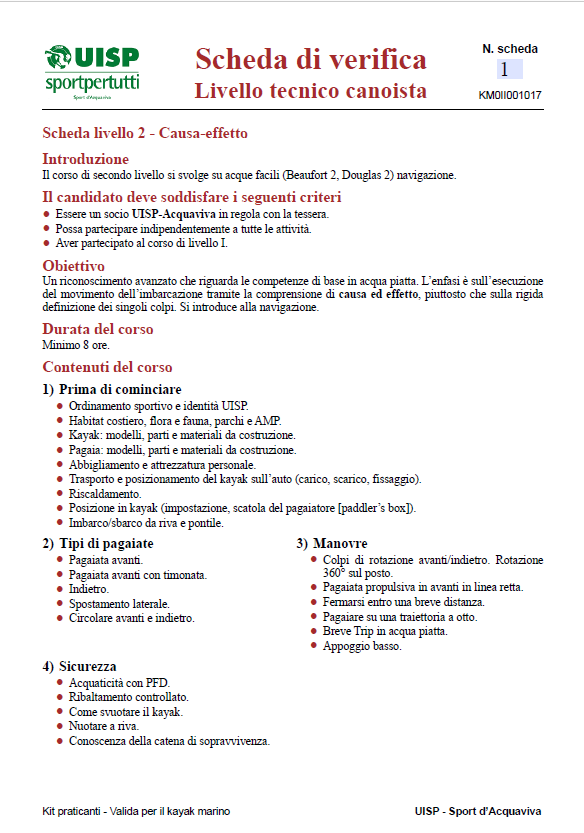 UISP
sportpertutti
Sport d'Acquaviva
Scheda di verifica
Livello tecnico canoista
N. scheda
1
KM0II001017
Scheda livello 2 - Causa-effetto
Introduzione
Il corso di secondo livello si svolge su acque facili (Beaufort 2, Douglas 2) navigazione.
Il candidato deve soddisfare i seguenti criteri
● Essere un socio UISP-Acquaviva in regola con la tessera.
● Possa partecipare indipendentemente a tutte le attività.
● Aver partecipato al corso di livello I.
Obiettivo
Un riconoscimento avanzato che riguarda le competenze di base in acqua piatta. L'enfasi è sull'esecuzione
del movimento dell'imbarcazione tramite la comprensione di causa ed effetto, piuttosto che sulla rigida
definizione dei singoli colpi. Si introduce alla navigazione.
Durata del corso
Minimo 8 ore.
Contenuti del corso
1) Prima di cominciare
● Ordinamento sportivo e identità UISP.
● Habitat costiero, flora e fauna, parchi e AMP.
● Kayak: modelli, parti e materiali da costruzione.
● Pagaia: modelli, parti e materiali da costruzione.
● Abbigliamento e attrezzatura personale.
● Trasporto e posizionamento del kayak sull'auto (carico, scarico, fissaggio).
● Riscaldamento.
● Posizione in kayak (impostazione, scatola del pagaiatore [paddler's box]).
● Imbarco/sbarco da riva e pontile.
2) Tipi di pagaiate
● Pagaiata avanti.
● Pagaiata avanti con timonata.
● Indietro.
● Spostamento laterale.
● Circolare avanti e indietro.
3) Manovre
● Colpi di rotazione avanti/indietro. Rotazione
360° sul posto.
● Pagaiata propulsiva in avanti in linea retta.
● Fermarsi entro una breve distanza.
● Pagaiare su una traiettoria a otto.
● Breve Trip in acqua piatta.
● Appoggio basso.
4) Sicurezza
● Acquaticità con PFD.
● Ribaltamento controllato.
● Come svuotare il kayak.
● Nuotare a riva.
● Conoscenza della catena di sopravvivenza.
Kit praticanti - Valida per il kayak marino
UISP - Sport d'Acquaviva